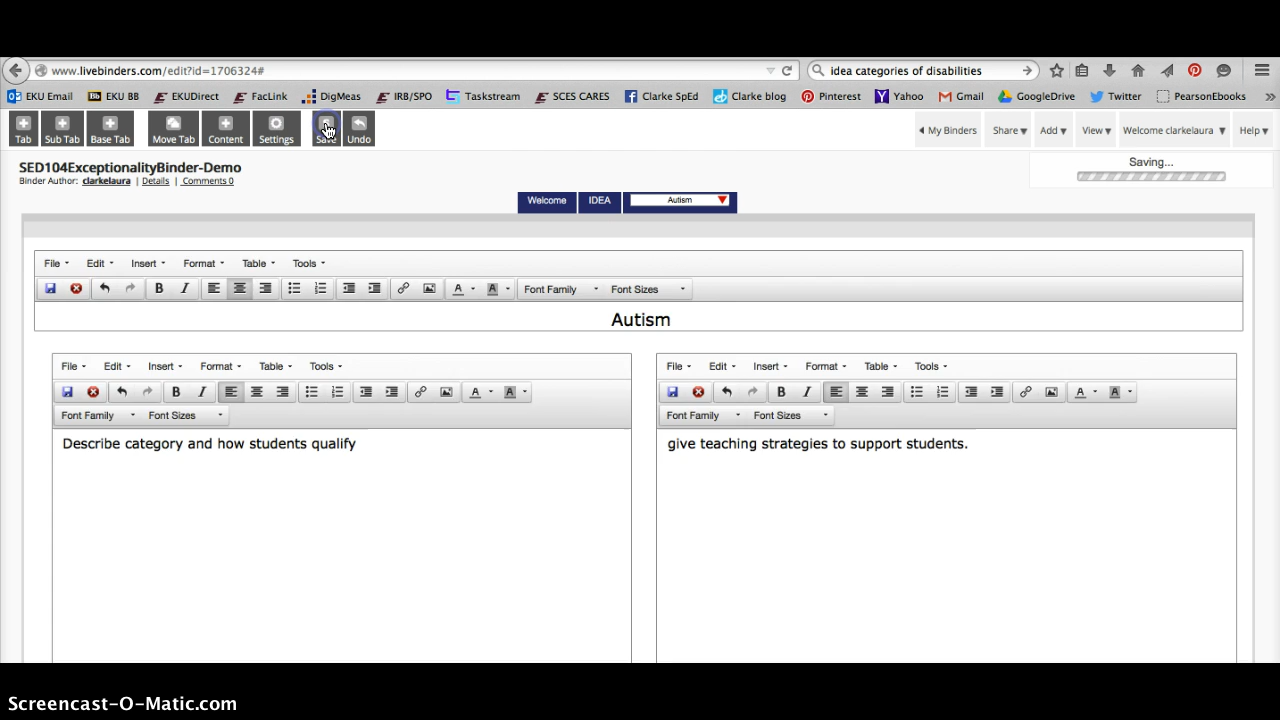 www.livebinders.com/edit?id=1706324#
idea categories of disabilities
EKU Email EKU BB EKUDirect FacLink DigMeas IRB/SPO Taskstream SCES CARES Clarke SpEd Clarke blog Pinterest Yahoo Gmail GoogleDrive Twitter PearsonEbooks
Tab Sub Tab Base Tab Move Tab Content Settings Save Undo
My Binders Share Add View Welcome clarkelaura Help
SED104ExceptionalityBinder-Demo
Binder Author: clarkelaura | Details | Comments 0
Saving...
Welcome IDEA Autism
File Edit Insert Format Table Tools
B I A A Font Family Font Sizes
Autism
File Edit Insert Format Table Tools
B I A A
Font Family Font Sizes
Describe category and how students qualify
File Edit Insert Format Table Tools
B I A A
Font Family Font Sizes
give teaching strategies to support students.
Screencast-O-Matic.com